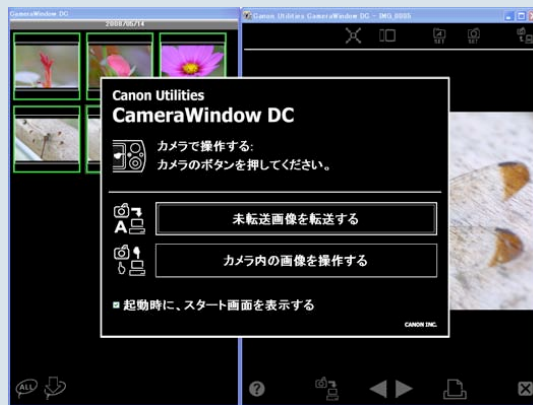 CameraWindow DC
2008/05/14
Canon Utilities CameraWindow DC - IMG_0005
SET
SET
Canon Utilities
CameraWindow DC
カメラで操作する:
カメラのボタンを押してください。
未転送画像を転送する
カメラ内の画像を操作する
起動時に、スタート画面を表示する
CANON INC.
ALL